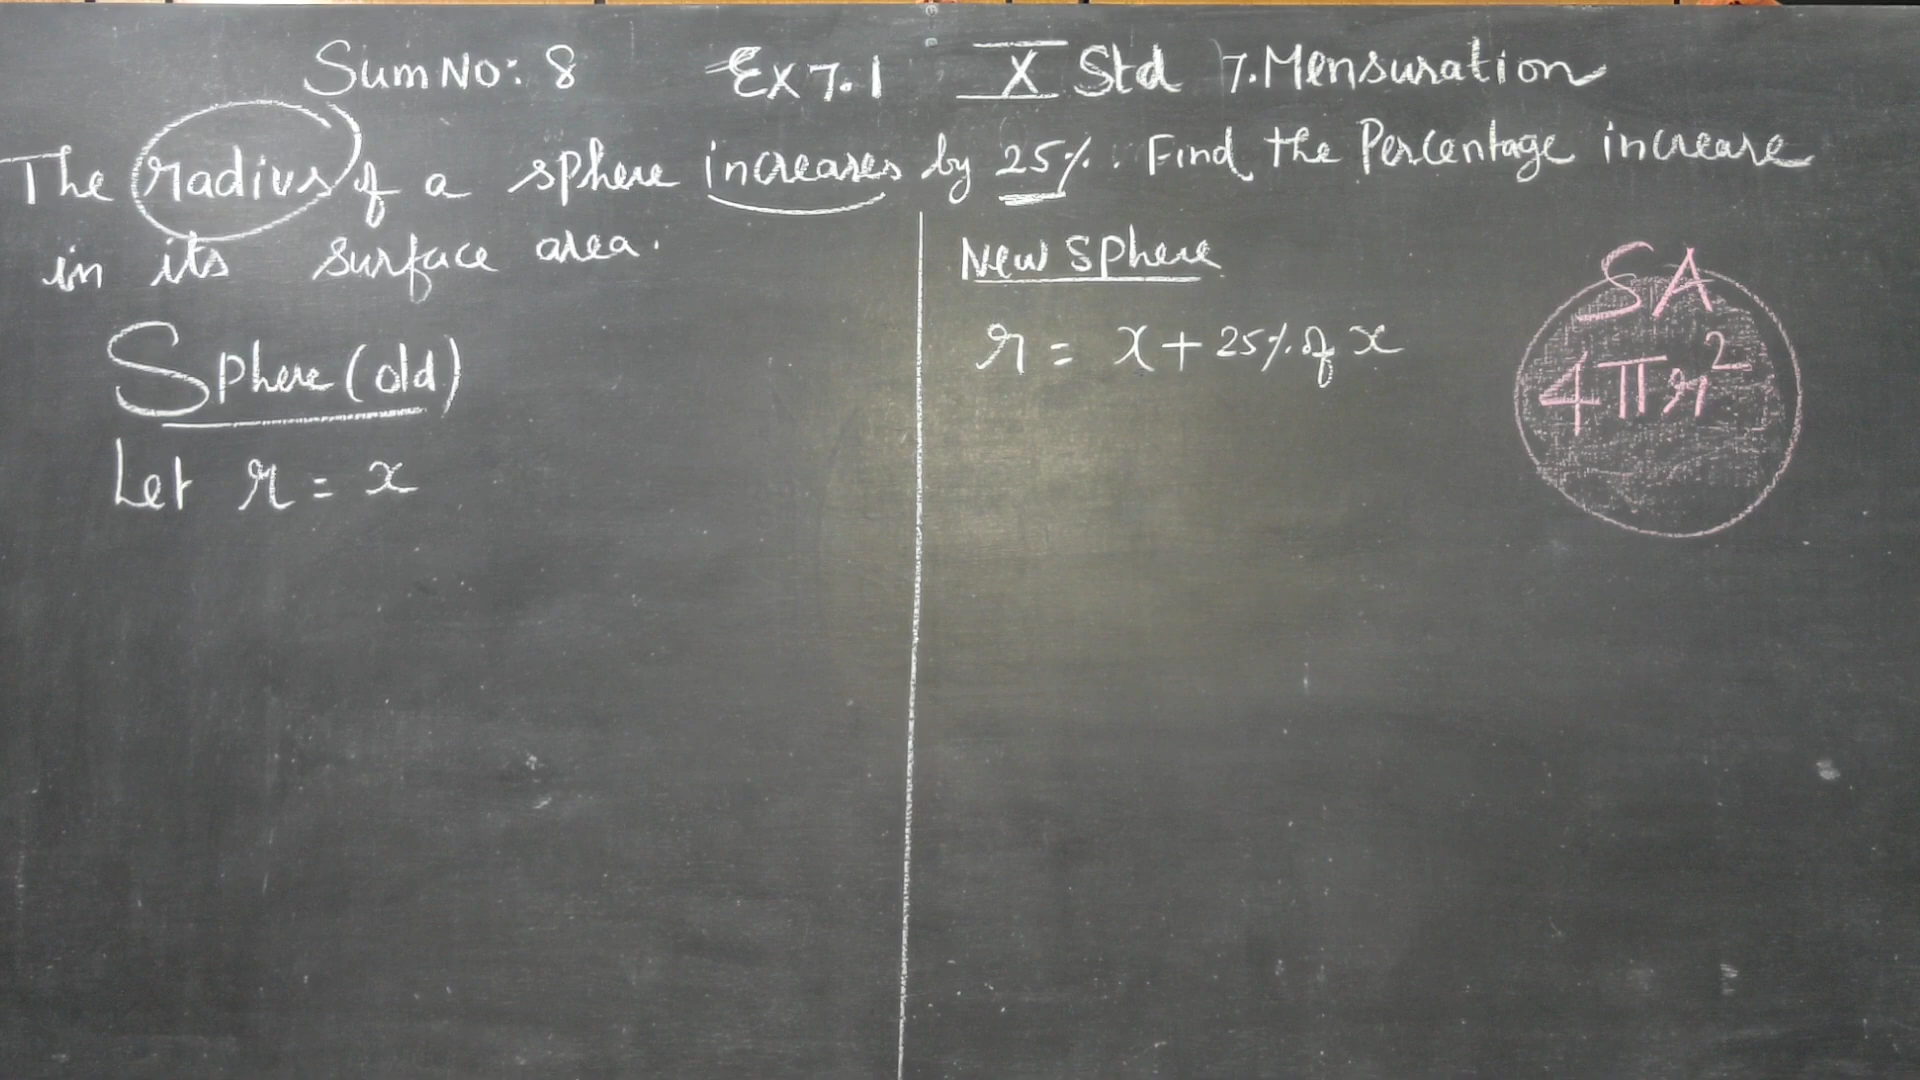 Sum No: 8 Ex 7.1 X Std 7. Mensuration
The radius of a sphere increases by 25%. Find the Percentage increase
in its surface area.
Sphere (old)
Let r = x
New Sphere
r = x + 25% of x
SA
4πr²